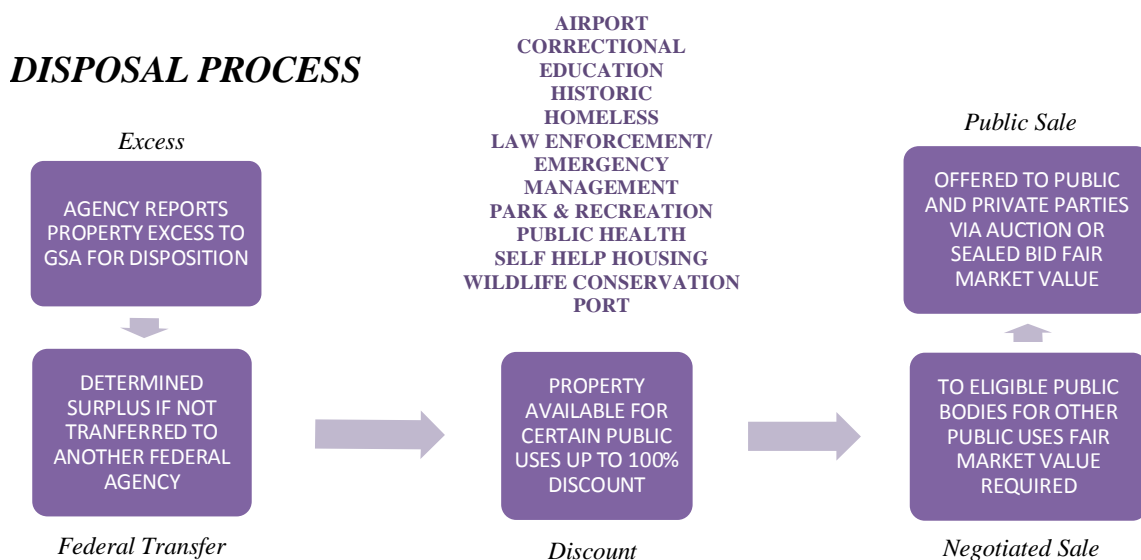 DISPOSAL PROCESS
Excess
AGENCY REPORTS
PROPERTY EXCESS TO
GSA FOR DISPOSITION
DETERMINED
SURPLUS IF NOT
TRANFERRED TO
ANOTHER FEDERAL
AGENCY
Federal Transfer
AIRPORT
CORRECTIONAL
EDUCATION
HISTORIC
HOMELESS
LAW ENFORCEMENT/
EMERGENCY
MANAGEMENT
PARK & RECREATION
PUBLIC HEALTH
SELF HELP HOUSING
WILDLIFE CONSERVATION
PORT
PROPERTY
AVAILABLE FOR
CERTAIN PUBLIC
USES UP TO 100%
DISCOUNT
Discount
Public Sale
OFFERED TO PUBLIC
AND PRIVATE PARTIES
VIA AUCTION OR
SEALED BID FAIR
MARKET VALUE
TO ELIGIBLE PUBLIC
BODIES FOR OTHER
PUBLIC USES FAIR
MARKET VALUE
REQUIRED
Negotiated Sale